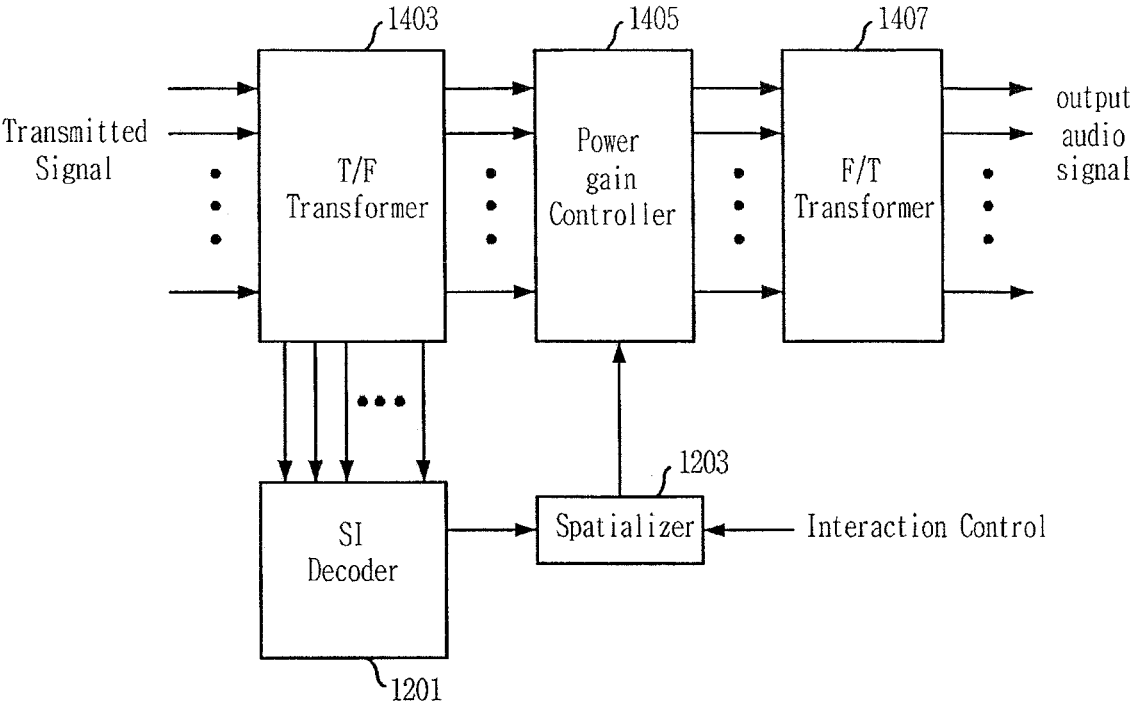 1403
1405
1407
Transmitted
Signal
T/F
Transformer
Power
gain
Controller
F/T
Transformer
output
audio
signal
SI
Decoder
1201
1203
Spatializer
Interaction Control